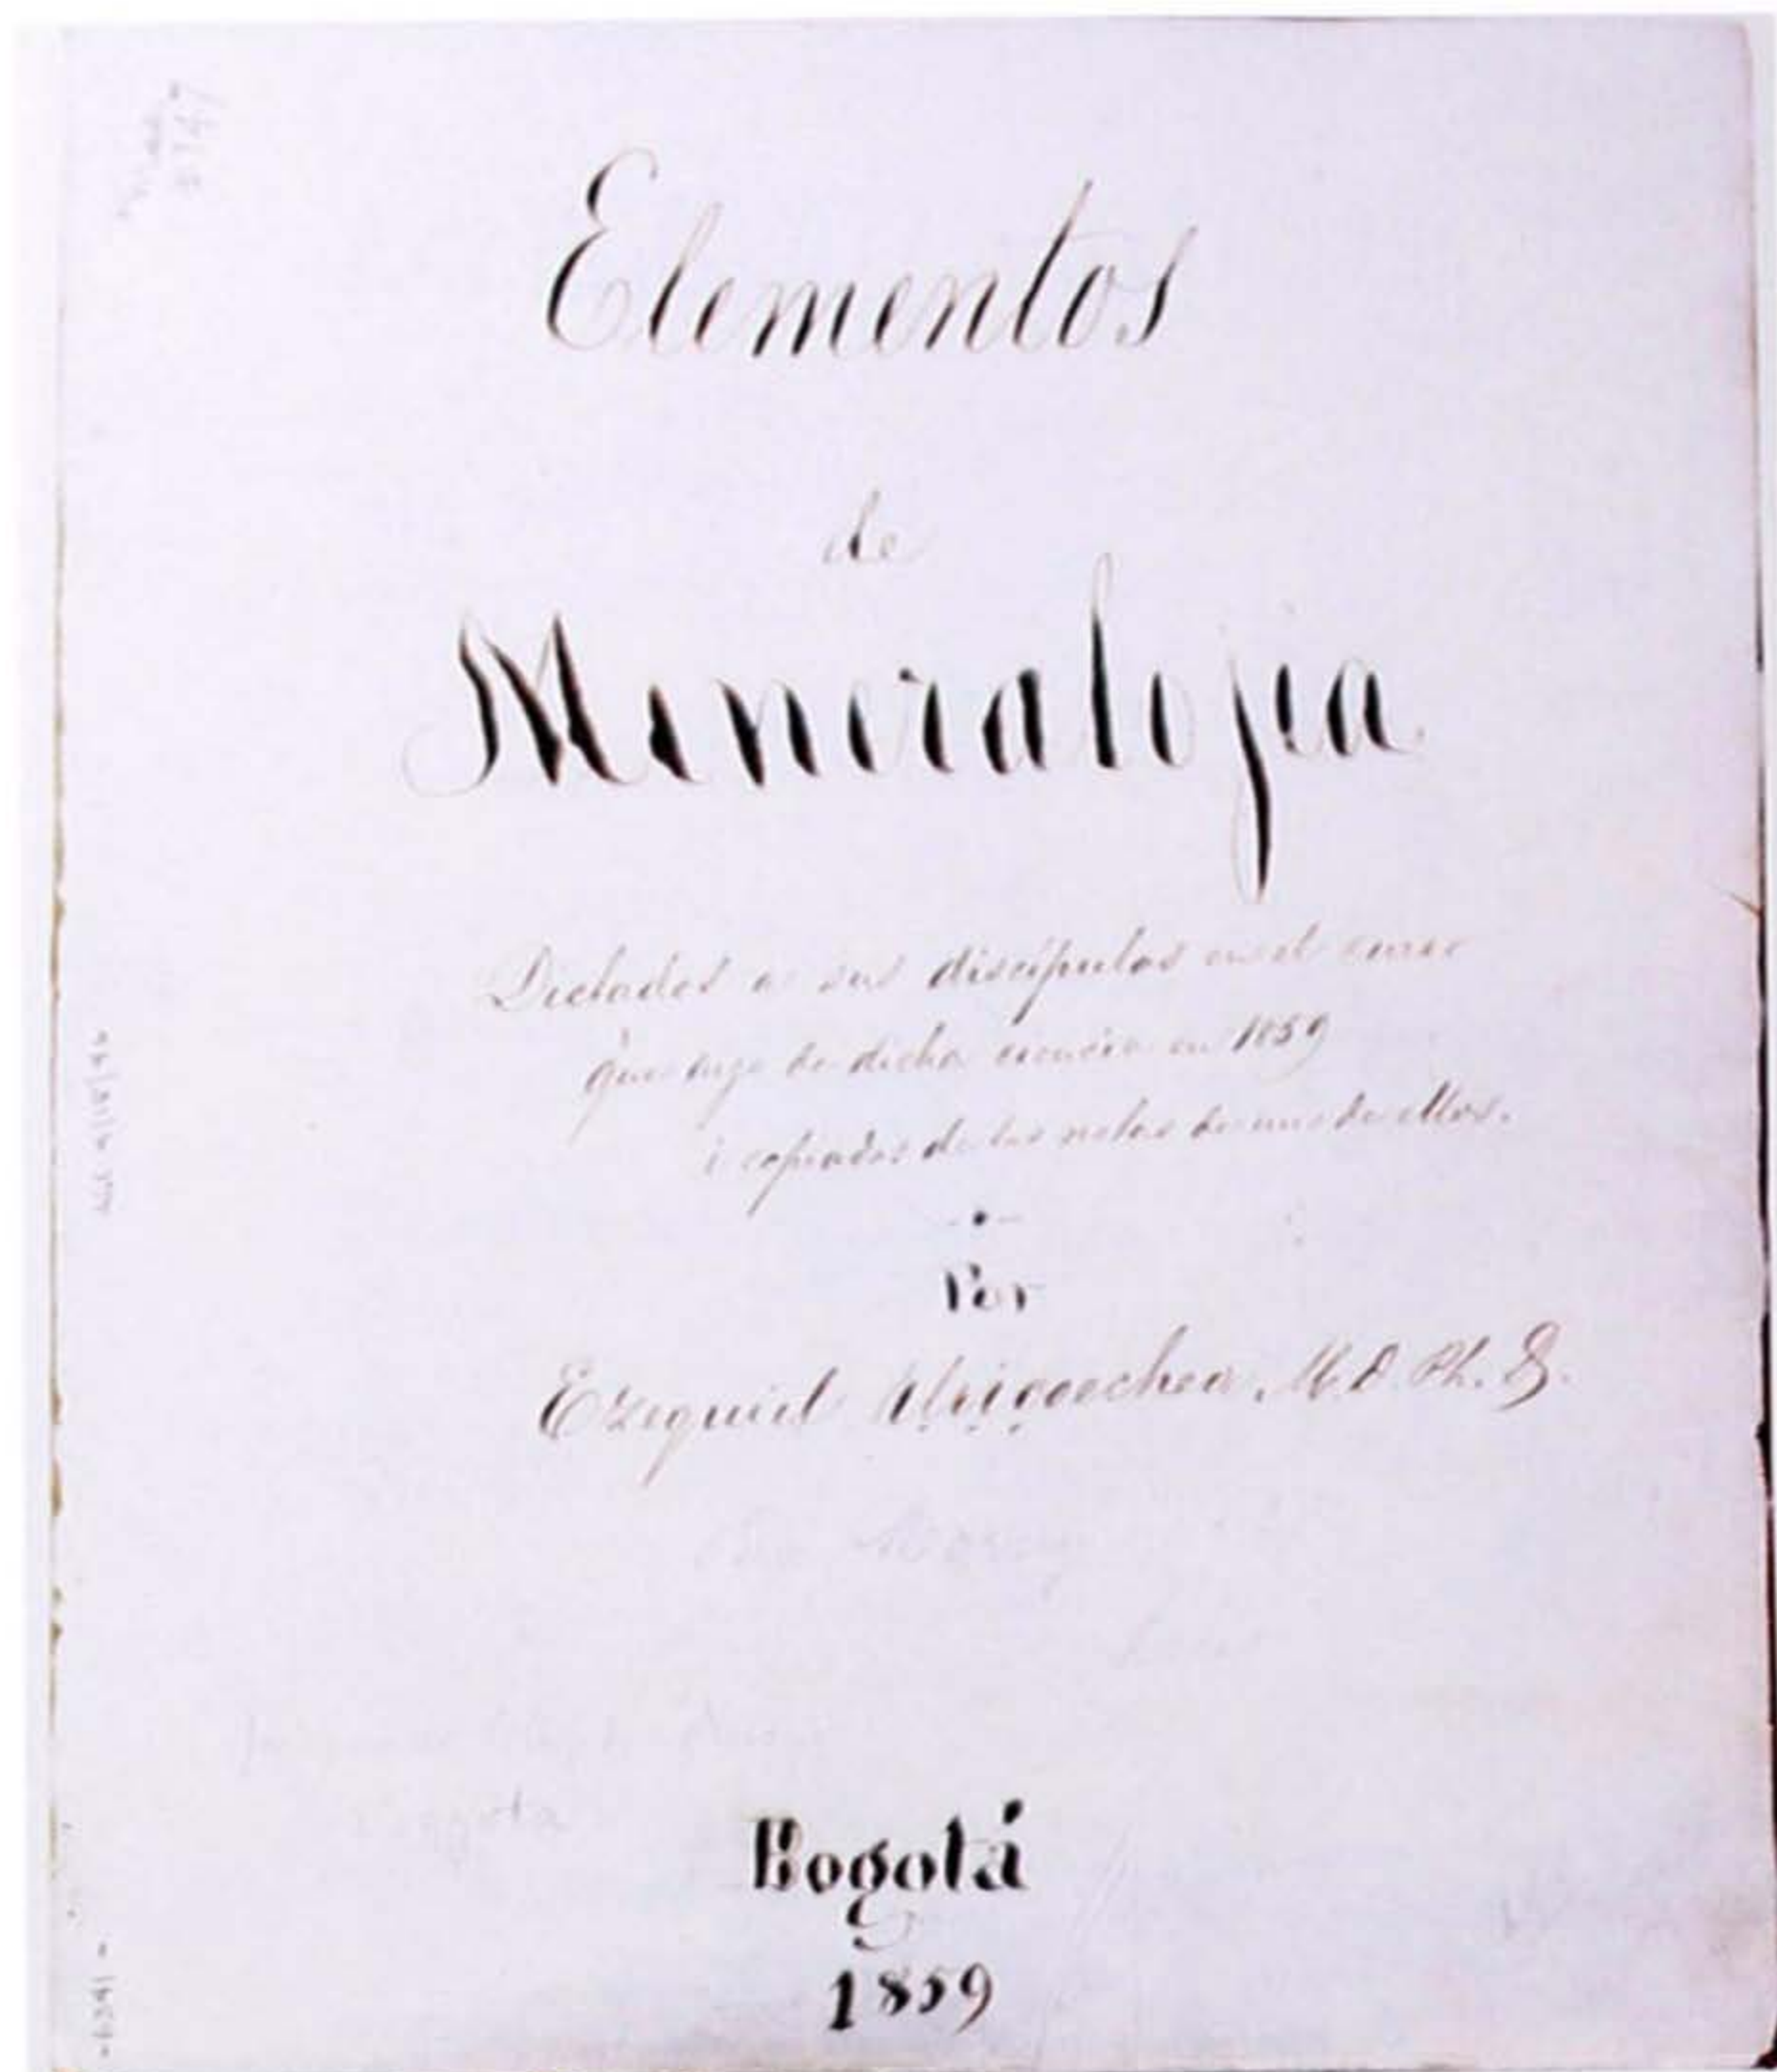 Elementos
de
Mineralojia
Dictados a sus discípulos en el curso
que de dicha ciencia en 1859
i copiados de las notas de uno de ellos.
Por
Ezequiel Uricoechea, M.D. Ph. D.
Bogotá
1859